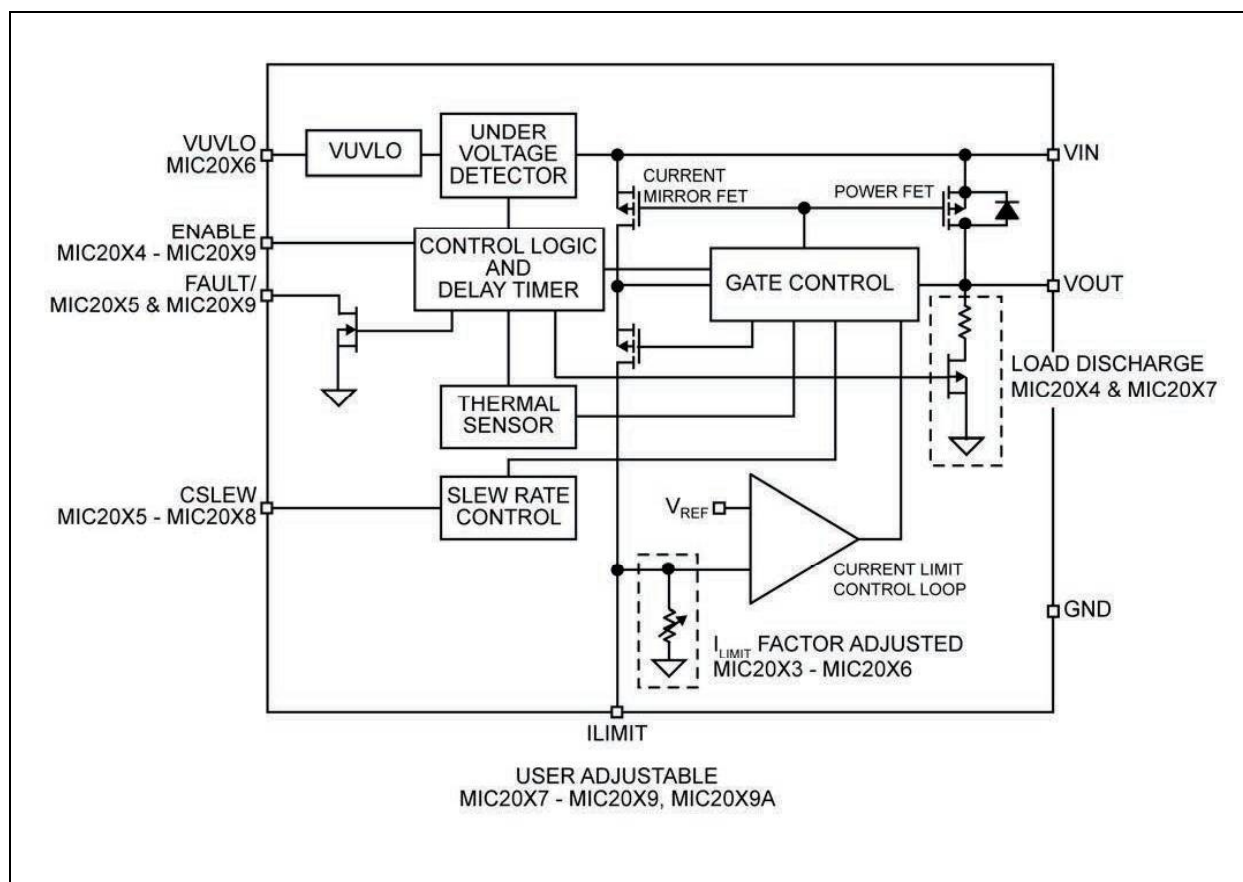 VUVLO
MIC20X6
VUVLO
UNDER
VOLTAGE
DETECTOR
CURRENT
MIRROR FET
POWER FET
VIN
ENABLE
MIC20X4 - MIC20X9
CONTROL LOGIC
AND
DELAY TIMER
GATE CONTROL
VOUT
FAULT/
MIC20X5 & MIC20X9
LOAD DISCHARGE
MIC20X4 & MIC20X7
THERMAL
SENSOR
CSLEW
MIC20X5 - MIC20X8
SLEW RATE
CONTROL
VREF
CURRENT LIMIT
CONTROL LOOP
GND
ILIMIT FACTOR ADJUSTED
MIC20X3 - MIC20X6
ILIMIT
USER ADJUSTABLE
MIC20X7 - MIC20X9, MIC20X9A